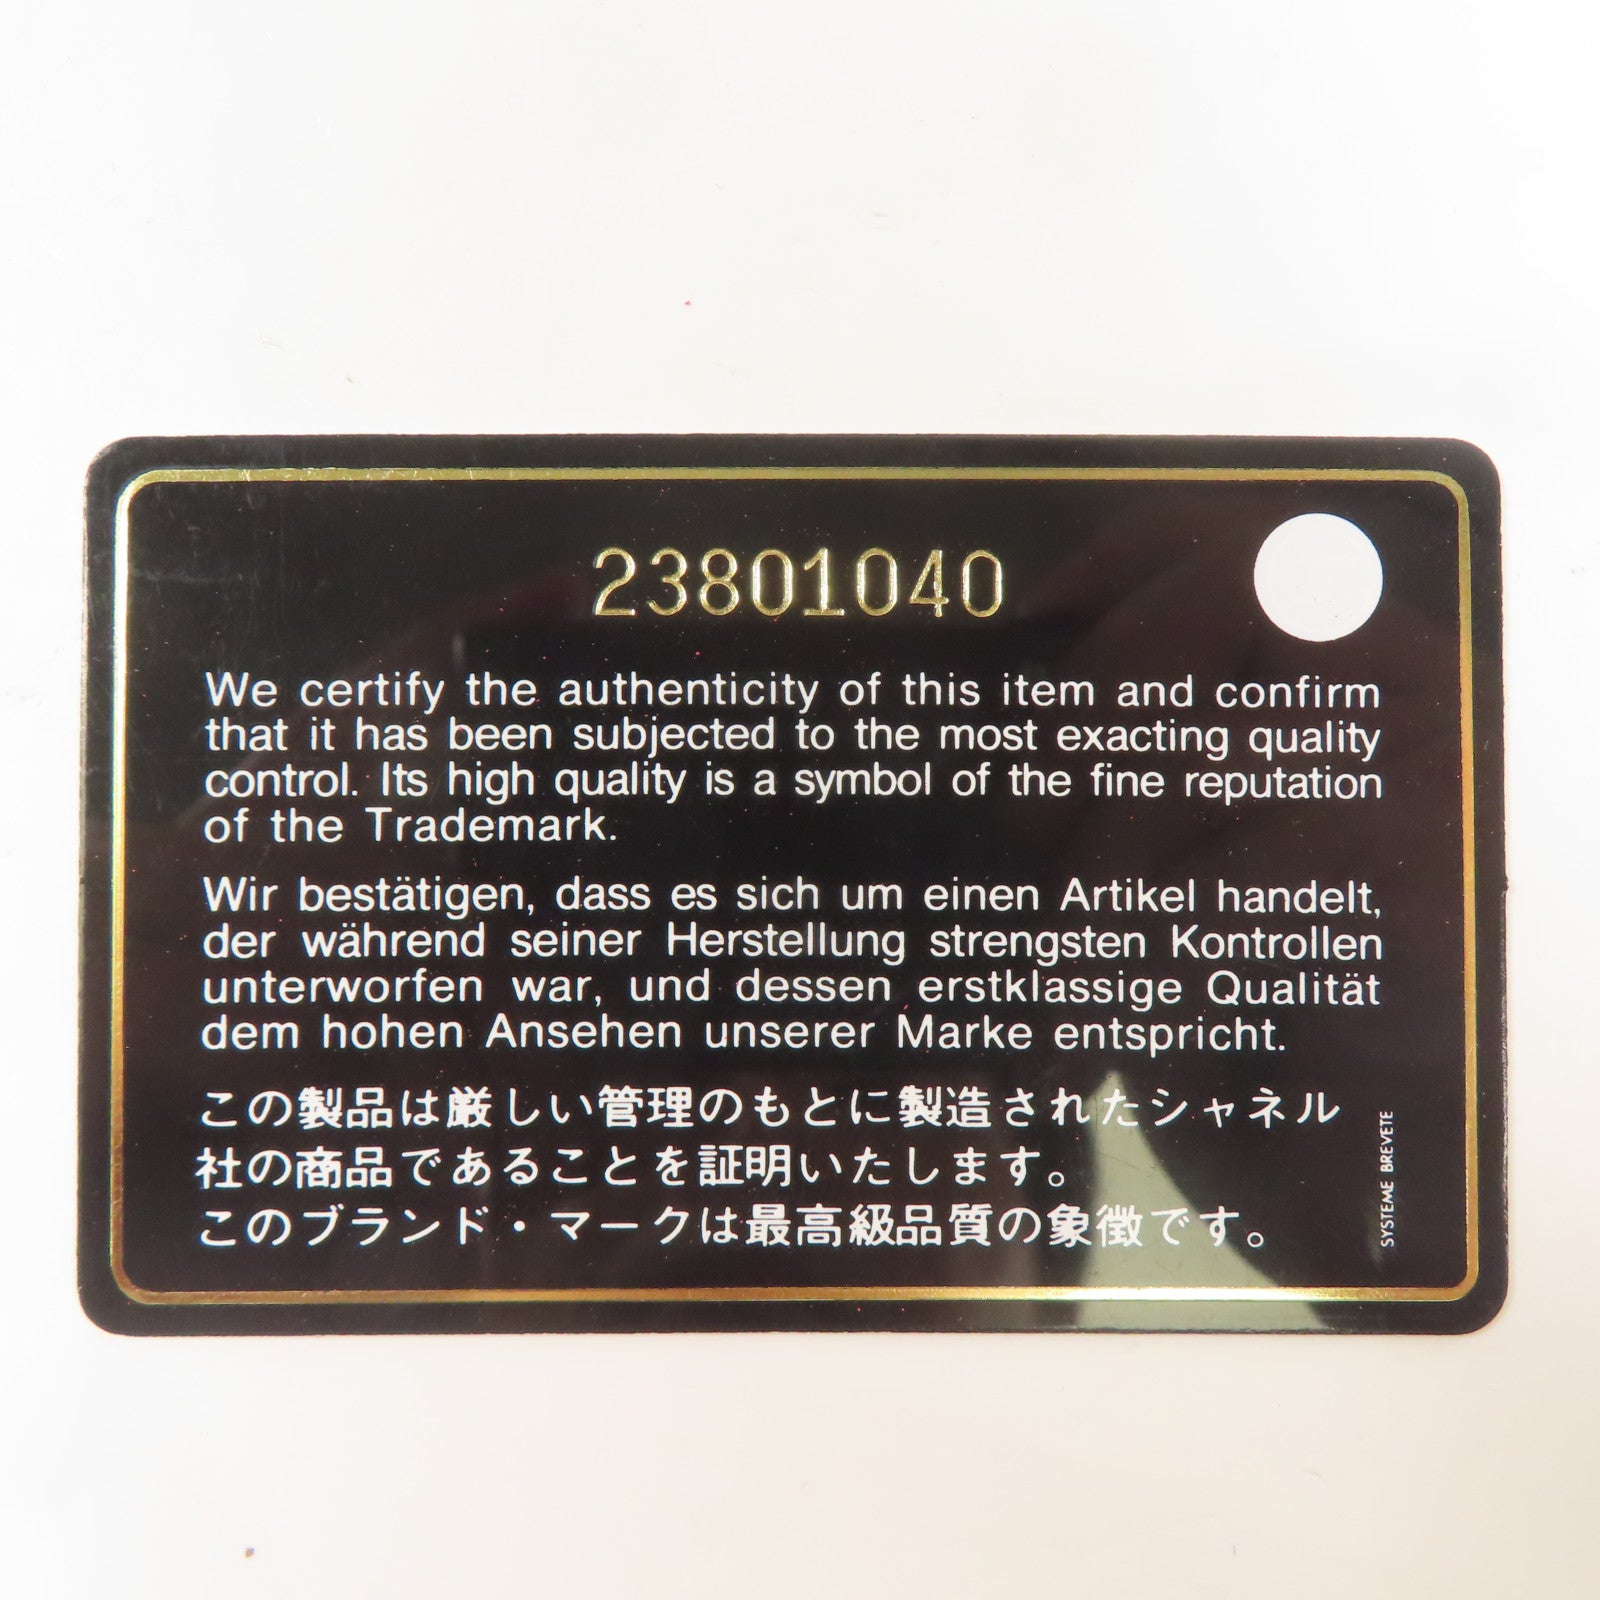 23801040
We certify the authenticity of this item and confirm
that it has been subjected to the most exacting quality
control. Its high quality is a symbol of the fine reputation
of the Trademark.
Wir bestätigen, dass es sich um einen Artikel handelt,
der während seiner Herstellung strengsten Kontrollen
unterworfen war, und dessen erstklassige Qualität
dem hohen Ansehen unserer Marke entspricht.
この製品は厳しい管理のもとに製造されたシャネル
社の商品であることを証明いたします。
このブランド・マークは最高級品質の象徴です。
SYSTEME BREVETE